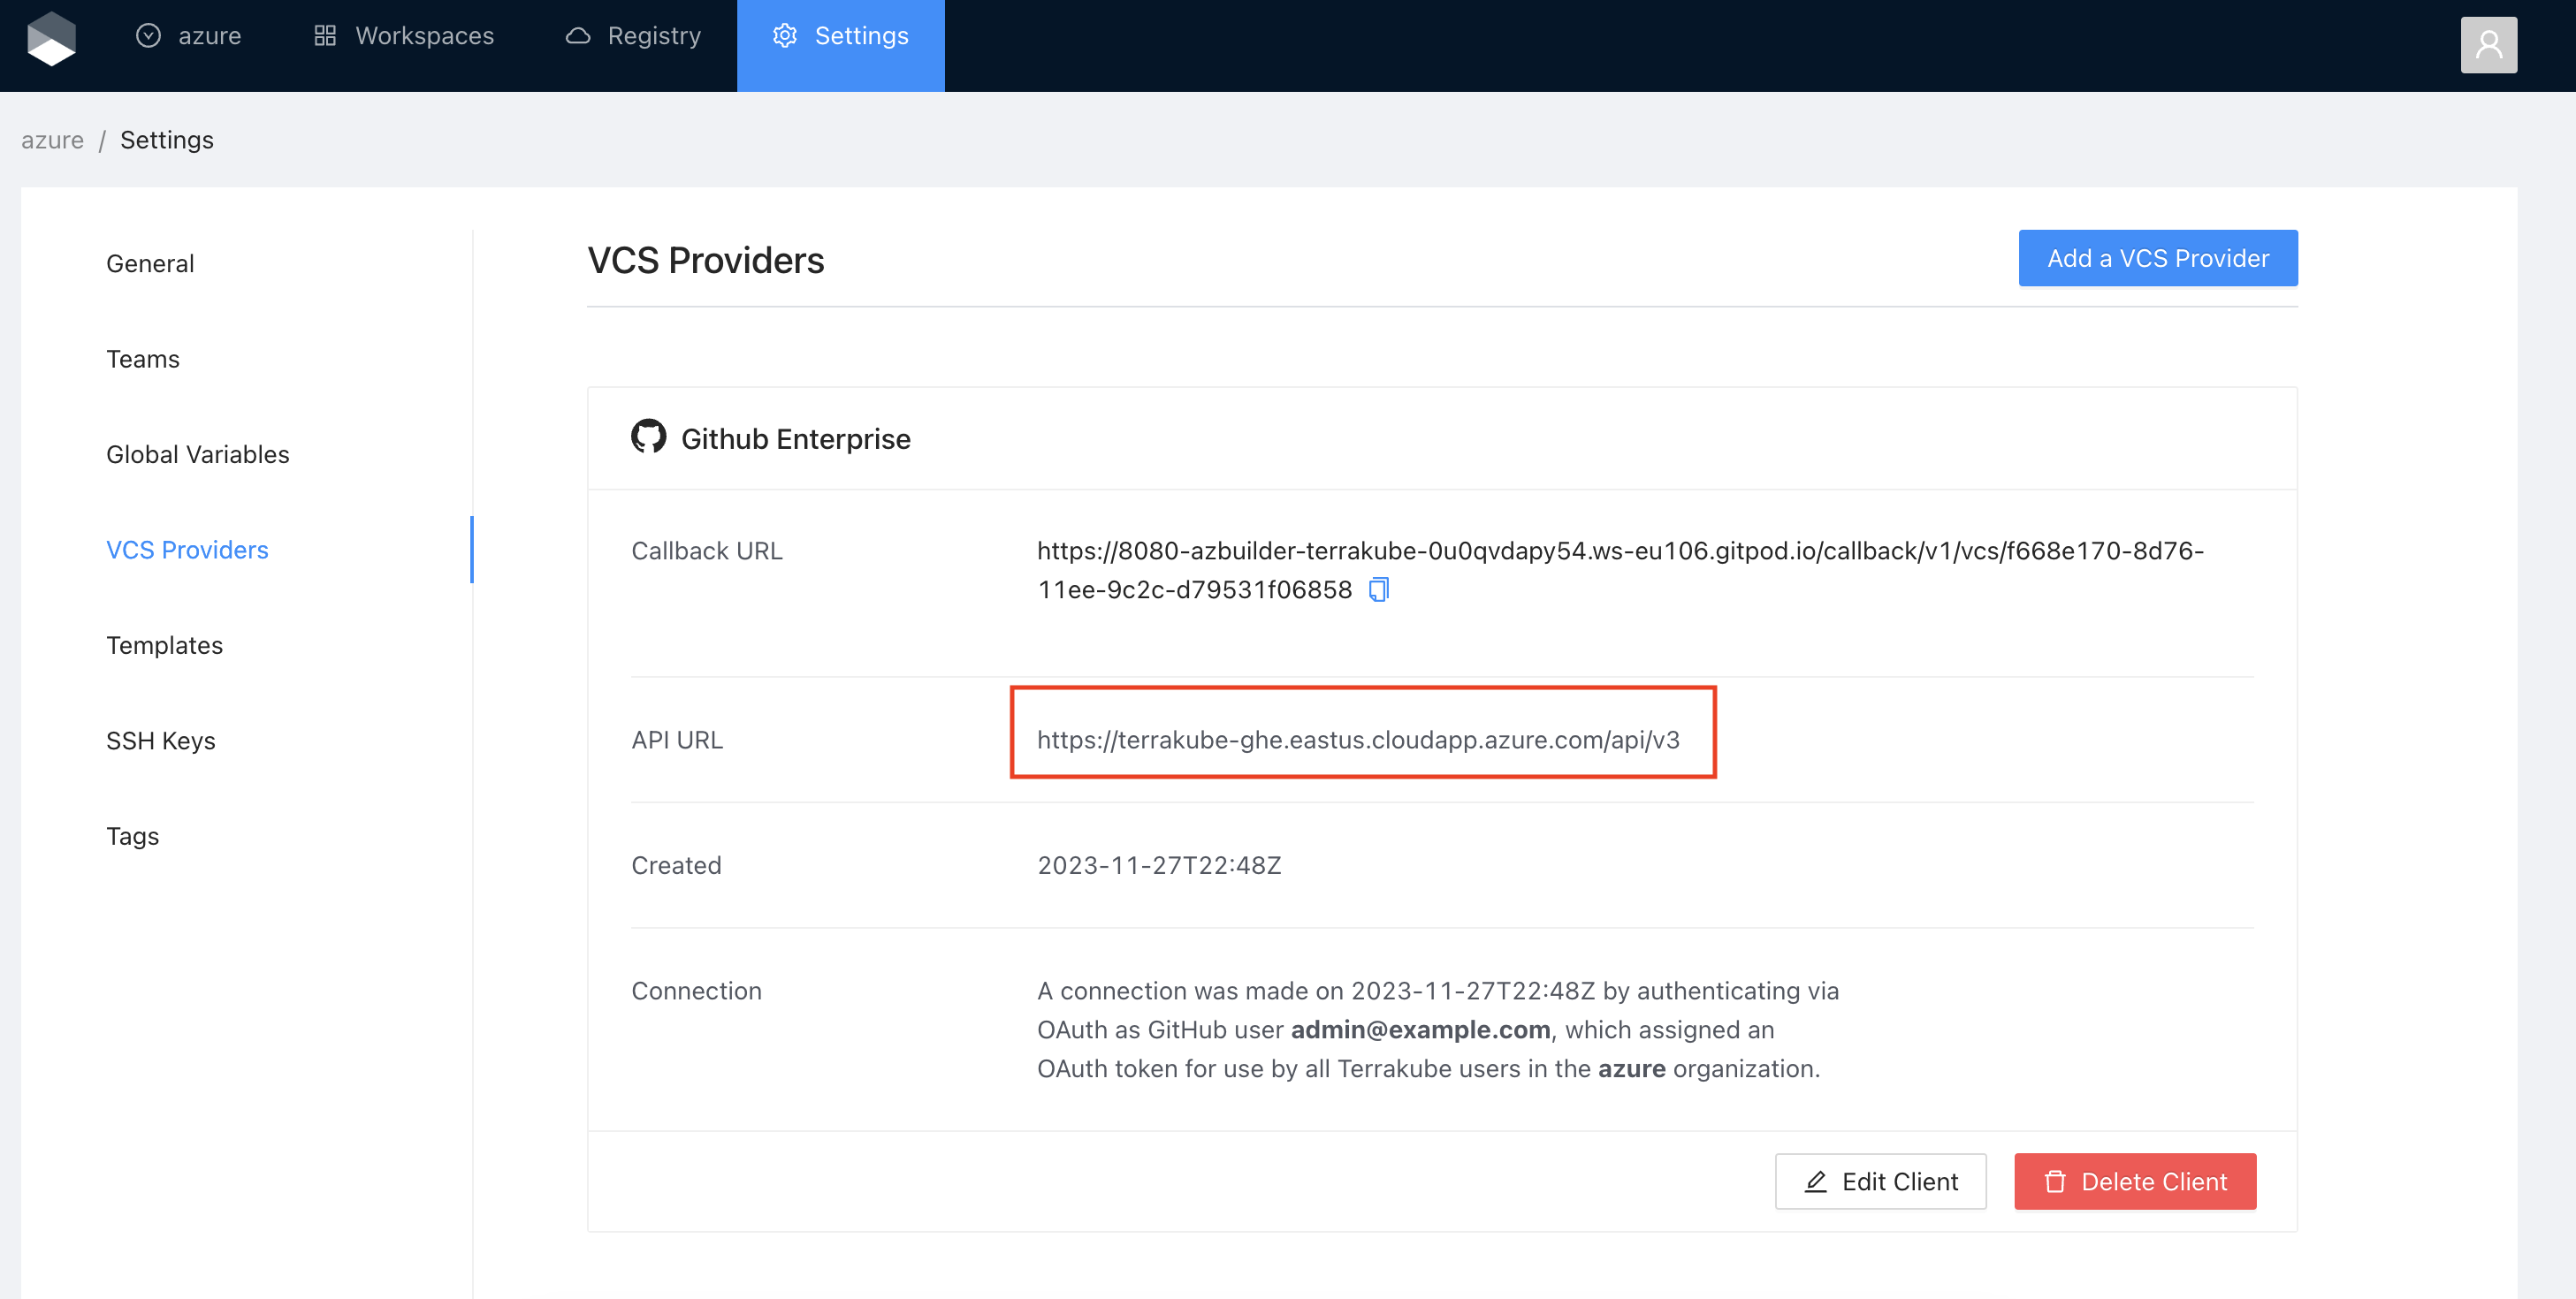 azure Workspaces Registry Settings
azure / Settings
General
Teams
Global Variables
VCS Providers
Templates
SSH Keys
Tags
VCS Providers
Add a VCS Provider
Github Enterprise
Callback URL
https://8080-azbuilder-terrakube-0u0qvdapy54.ws-eu106.gitpod.io/callback/v1/vcs/f668e170-8d76-
11ee-9c2c-d79531f06858
API URL
https://terrakube-ghe.eastus.cloudapp.azure.com/api/v3
Created
2023-11-27T22:48Z
Connection
A connection was made on 2023-11-27T22:48Z by authenticating via
OAuth as GitHub user admin@example.com, which assigned an
OAuth token for use by all Terrakube users in the azure organization.
Edit Client
Delete Client